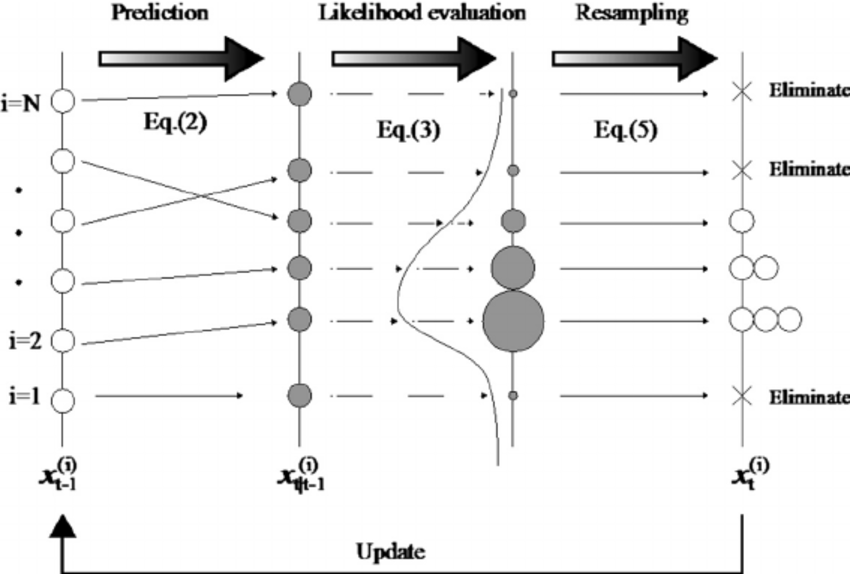 Prediction
Likelihood evaluation
Resampling
i=N
Eq.(2)
Eq.(3)
Eq.(5)
Eliminate
Eliminate
i=2
i=1
Eliminate
x_{t-1}^{(i)}
x_{t|t-1}^{(i)}
x_t^{(i)}
Update